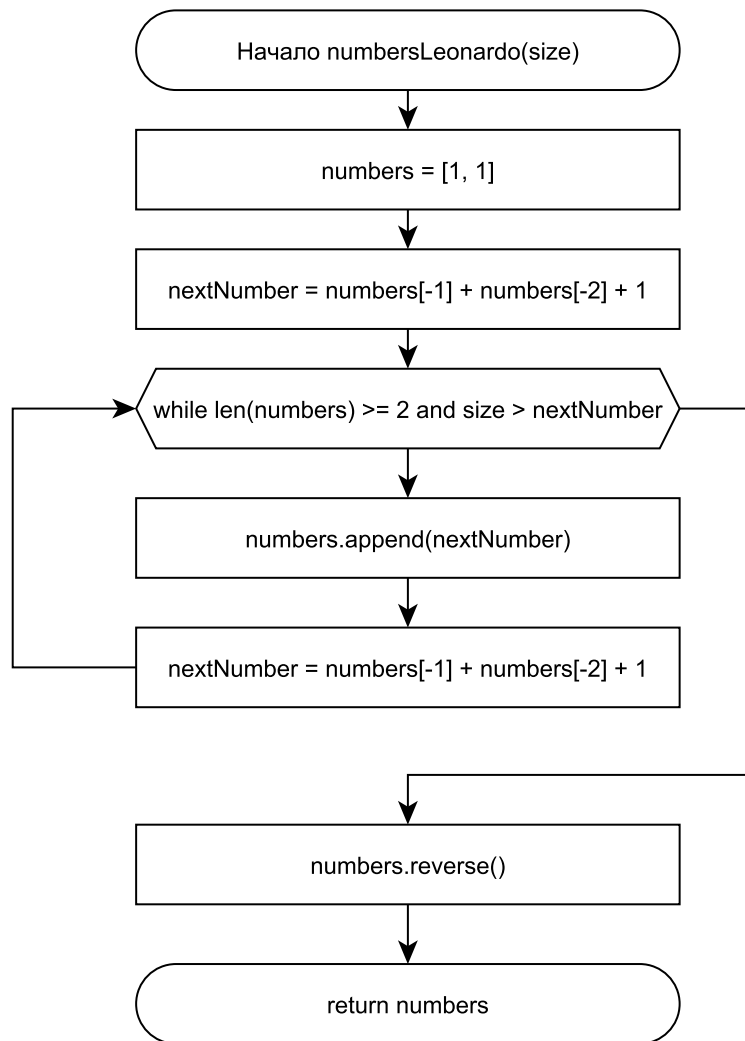 Начало numbersLeonardo(size)
numbers = [1, 1]
nextNumber = numbers[-1] + numbers[-2] + 1
while len(numbers) >= 2 and size > nextNumber
numbers.append(nextNumber)
nextNumber = numbers[-1] + numbers[-2] + 1
numbers.reverse()
return numbers